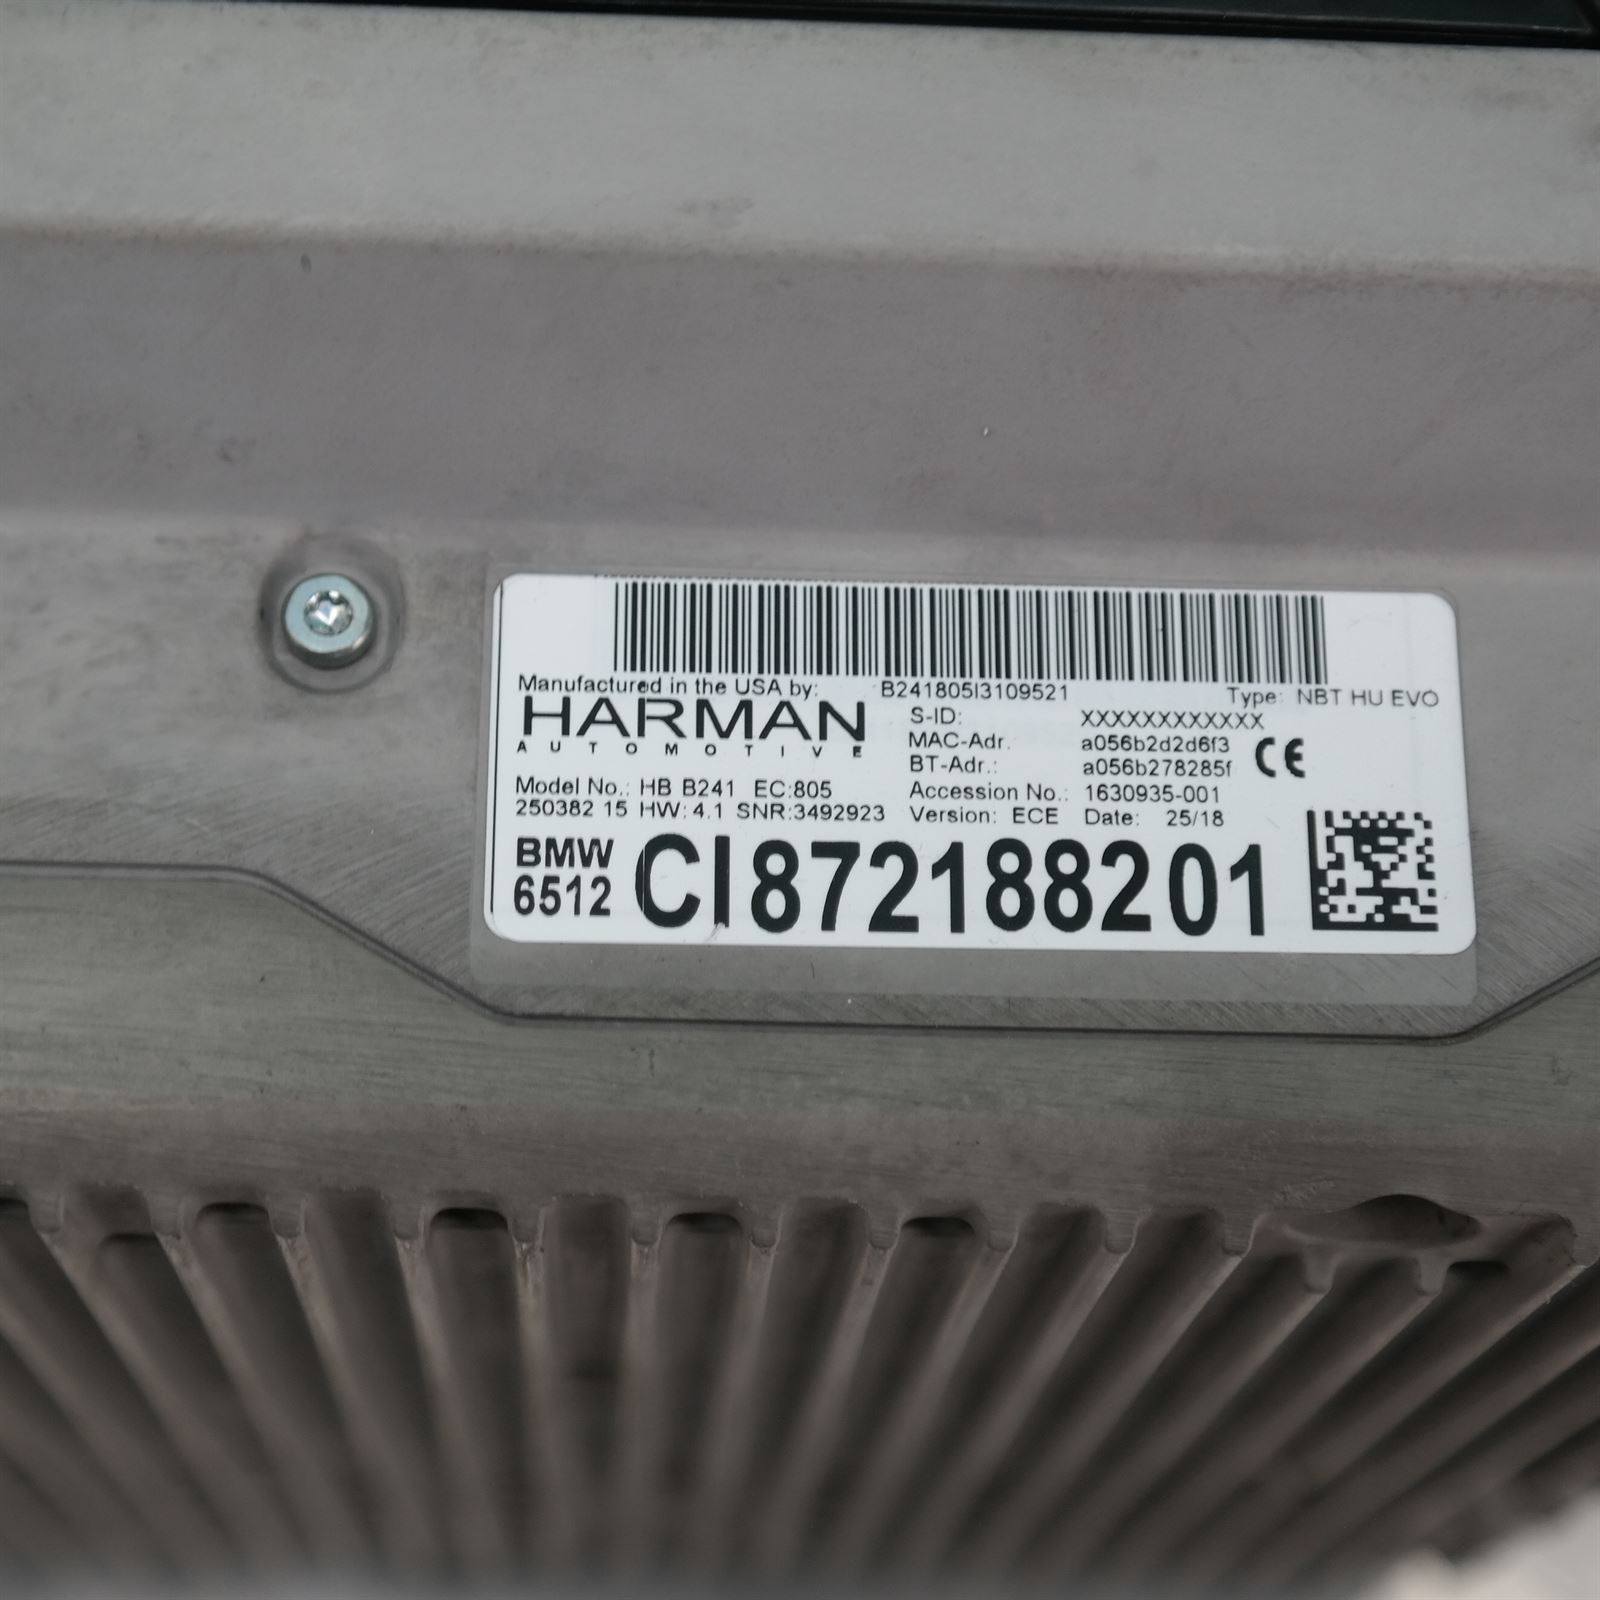 Manufactured in the USA by: B241805I3109521 Type: NBT HU EVO
HARMAN
AUTOMOTIVE
S-ID: XXXXXXXXXXXX
MAC-Adr. a056b2d2d6f3 CE
BT-Adr.: a056b278285f
Model No.: HB B241 EC:805 Accession No.: 1630935-001
250382 15 HW: 4.1 SNR:3492923 Version: ECE Date: 25/18
BMW
6512 CI872188201